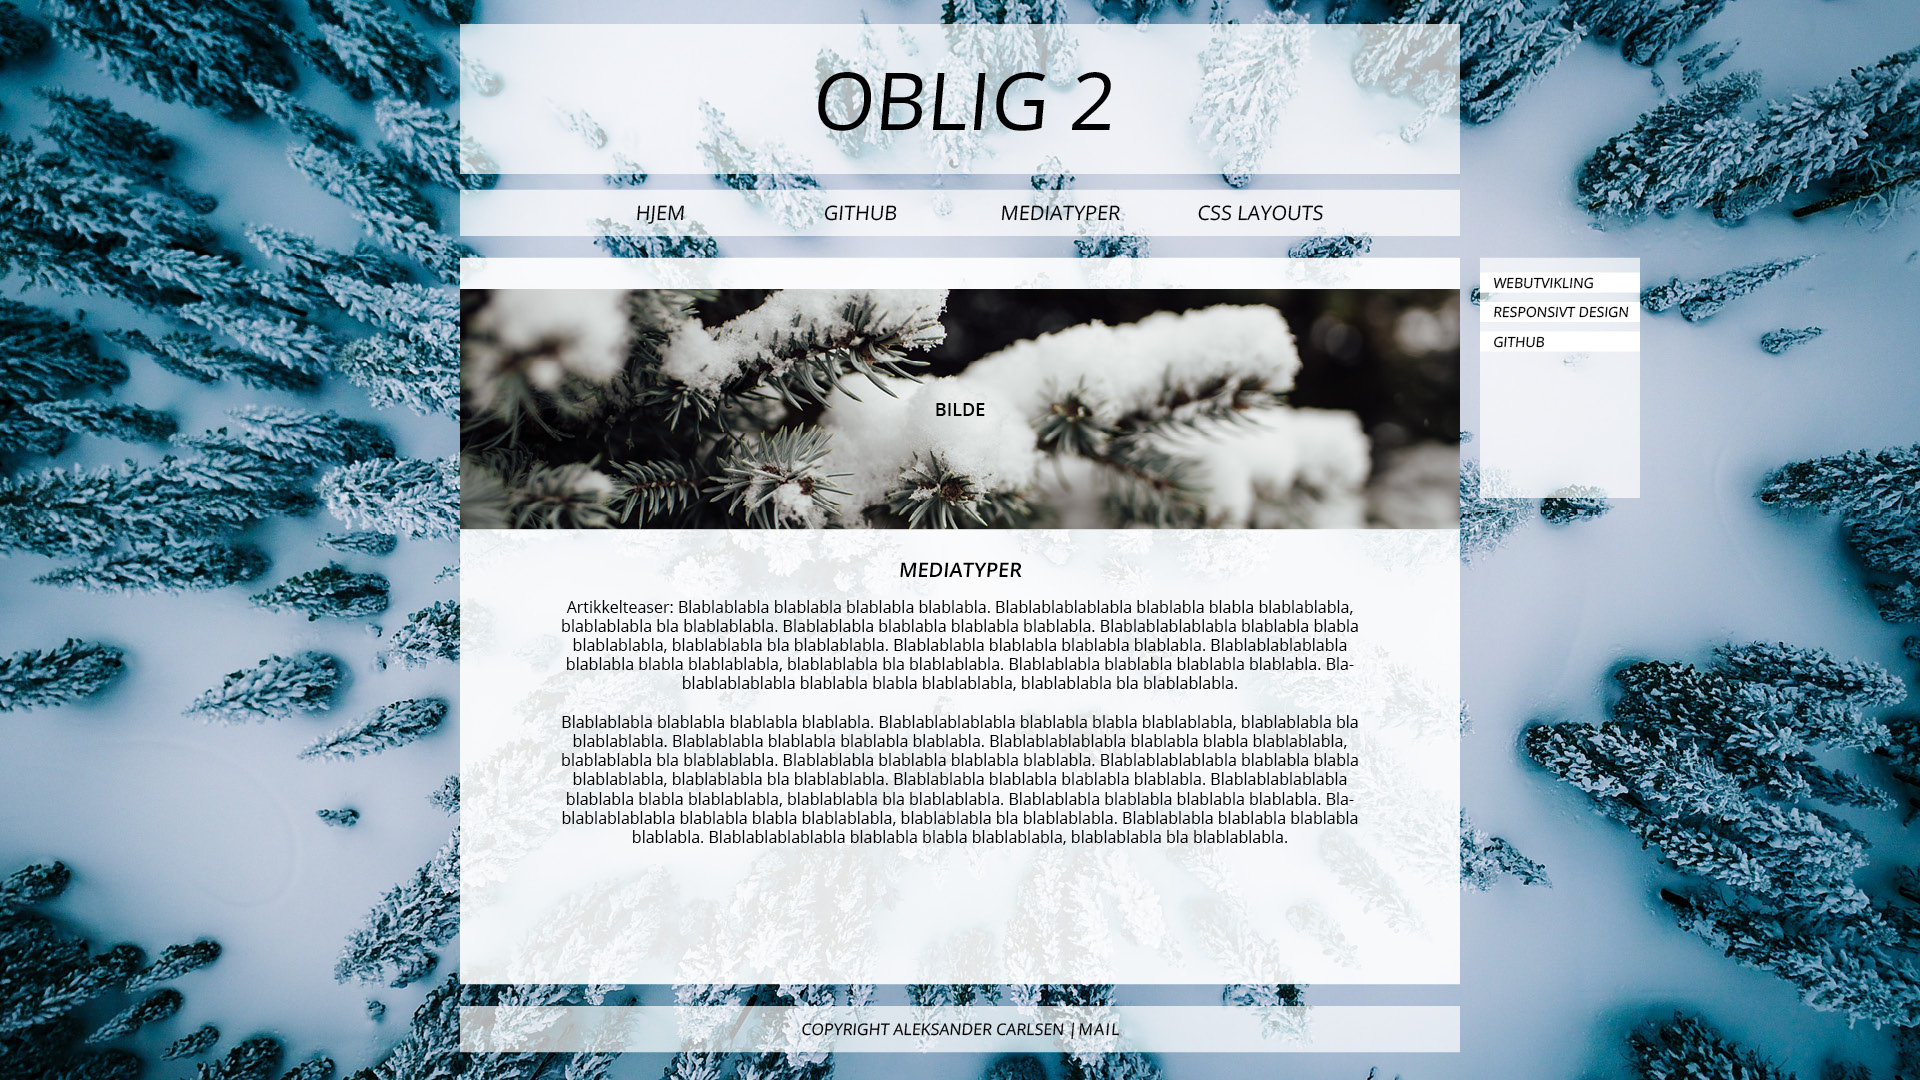 OBLIG 2
HJEM
GITHUB
MEDIATYPER
CSS LAYOUTS
WEBUTVIKLING
RESPONSIVT DESIGN
GITHUB
BILDE
MEDIATYPER
Artikkelteaser: Blablablabla blablabla blablabla blablabla. Blablablablablabla blablabla blabla blablablabla,
blablablabla bla blablablabla. Blablablabla blablabla blablabla blablabla. Blablablablablabla blablabla blabla
blablablabla, blablablabla bla blablablabla. Blablablabla blablabla blablabla blablabla. Blablablablablabla
blablabla blabla blablablabla, blablablabla bla blablablabla. Blablablabla blablabla blablabla blablabla. Bla-
blablablablabla blablabla blabla blablablabla, blablablabla bla blablablabla.
Blablablabla blablabla blablabla blablabla. Blablablablablabla blablabla blabla blablablabla, blablablabla bla
blablablabla. Blablablabla blablabla blablabla blablabla. Blablablablablabla blablabla blabla blablablabla,
blablablabla bla blablablabla. Blablablabla blablabla blablabla blablabla. Blablablablablabla blablabla blabla
blablablabla, blablablabla bla blablablabla. Blablablabla blablabla blablabla blablabla. Blablablablablabla
blablabla blabla blablablabla, blablablabla bla blablablabla. Blablablabla blablabla blablabla blablabla. Bla-
blablablablabla blablabla blabla blablablabla, blablablabla bla blablablabla. Blablablabla blablabla blablabla
blablabla. Blablablablablabla blablabla blabla blablablabla, blablablabla bla blablablabla.
COPYRIGHT ALEKSANDER CARLSEN | MAIL